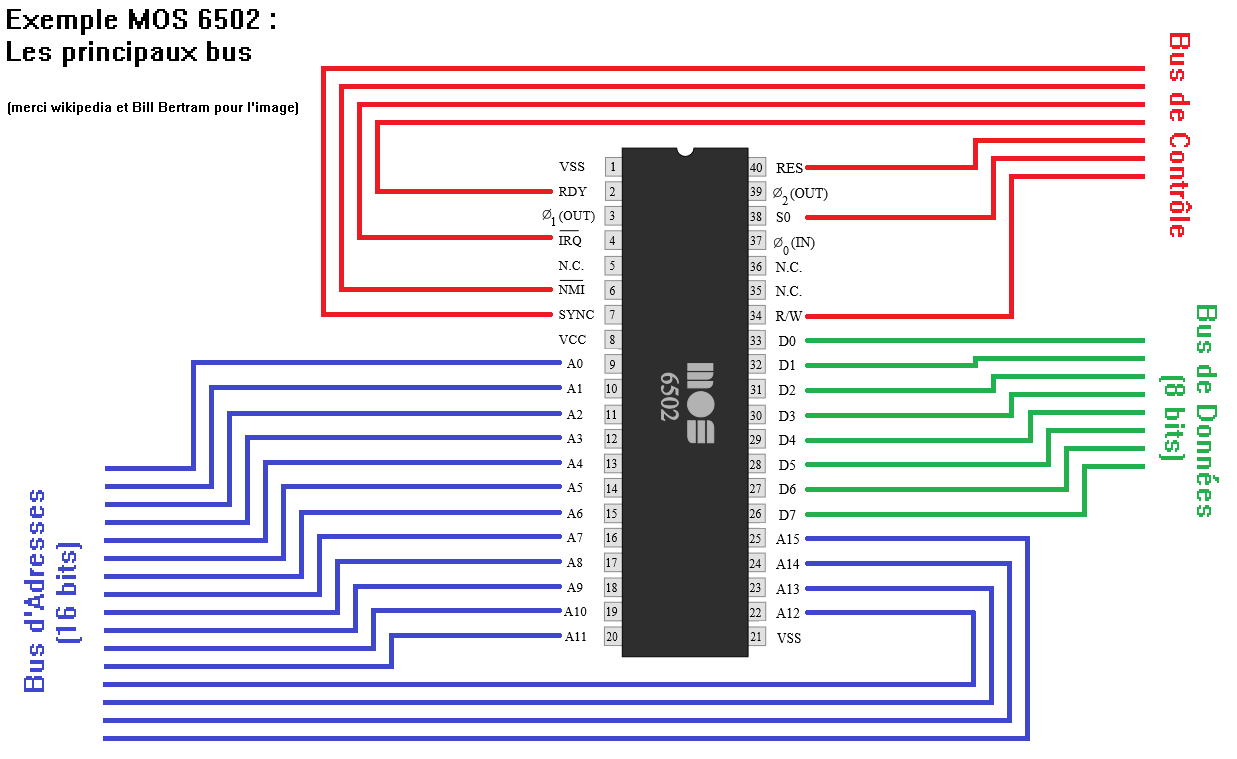 Exemple MOS 6502 :
Les principaux bus
(merci wikipedia et Bill Bertram pour l'image)
Bus de Contrôle
VSS 1
RDY 2
Ø1(OUT) 3
IRQ 4
N.C. 5
NMI 6
SYNC 7
VCC 8
A0 9
A1 10
A2 11
A3 12
A4 13
A5 14
A6 15
A7 16
A8 17
A9 18
A10 19
A11 20
MOS
6502
40 RES
39 Ø2(OUT)
38 S0
37 Ø0(IN)
36 N.C.
35 N.C.
34 R/W
33 D0
32 D1
31 D2
30 D3
29 D4
28 D5
27 D6
26 D7
25 A15
24 A14
23 A13
22 A12
21 VSS
Bus de Données
(8 bits)
Bus d'Adresses
(16 bits)